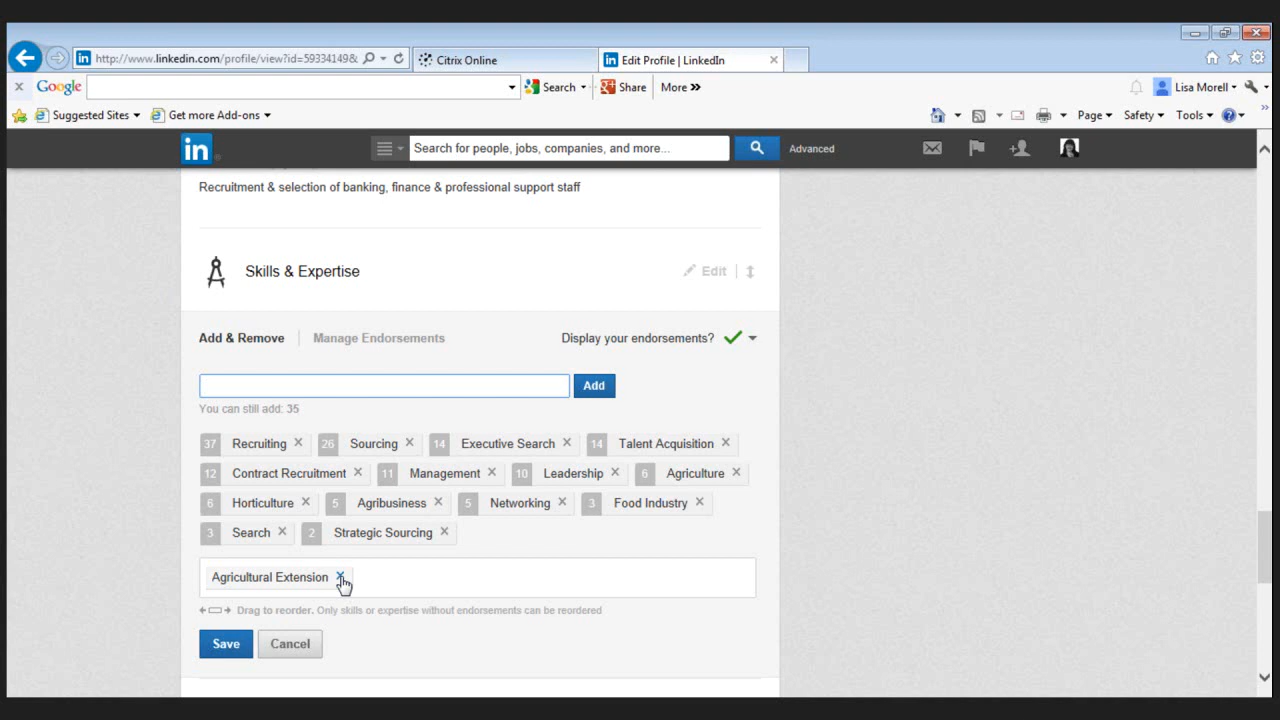 http://www.linkedin.com/profile/view?id=59334149&
Citrix Online
in Edit Profile | LinkedIn
x Google Search Share More »
Lisa Morell
Suggested Sites Get more Add-ons
Page Safety Tools
in Search for people, jobs, companies, and more... Advanced
Recruitment & selection of banking, finance & professional support staff
Skills & Expertise Edit
Add & Remove Manage Endorsements Display your endorsements?
Add
You can still add: 35
37 Recruiting × 26 Sourcing × 14 Executive Search × 14 Talent Acquisition ×
12 Contract Recruitment × 11 Management × 10 Leadership × 6 Agriculture ×
6 Horticulture × 5 Agribusiness × 5 Networking × 3 Food Industry ×
3 Search × 2 Strategic Sourcing ×
Agricultural Extension ×
Drag to reorder. Only skills or expertise without endorsements can be reordered
Save Cancel